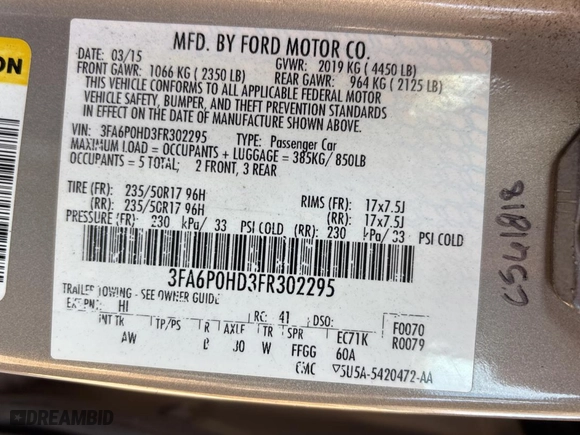 ON
MFD. BY FORD MOTOR CO.
DATE: 03/15 GVWR: 2019 KG (4450 LB)
FRONT GAWR: 1066 KG (2350 LB) REAR GAWR: 964 KG (2125 LB)
THIS VEHICLE CONFORMS TO ALL APPLICABLE FEDERAL MOTOR
VEHICLE SAFETY, BUMPER, AND THEFT PREVENTION STANDARDS
IN EFFECT ON THE DATE OF MANUFACTURE SHOWN ABOVE.
VIN: 3FA6P0HD3FR302295 TYPE: Passenger Car
MAXIMUM LOAD = OCCUPANTS + LUGGAGE = 385KG/850LB
OCCUPANTS = 5 TOTAL; 2 FRONT, 3 REAR
TIRE (FR): 235/50R17 96H RIMS (FR): 17x7.5J
(RR): 235/50R17 96H (RR): 17x7.5J
PRESSURE (FR): 230 kPa/ 33 PSI COLD (RR): 230 kPa/ 33 PSI COLD
3FA6P0HD3FR302295
TRAILER TOWING - SEE OWNER GUIDE
EXP NR: HI RC: 41 DSO: F0070
INT TR TP/PS R AXLE TR SPR EC71K R0079
AW W FFGG 60A
CMC ▽5U5A-5420472-AA
DREAMBID